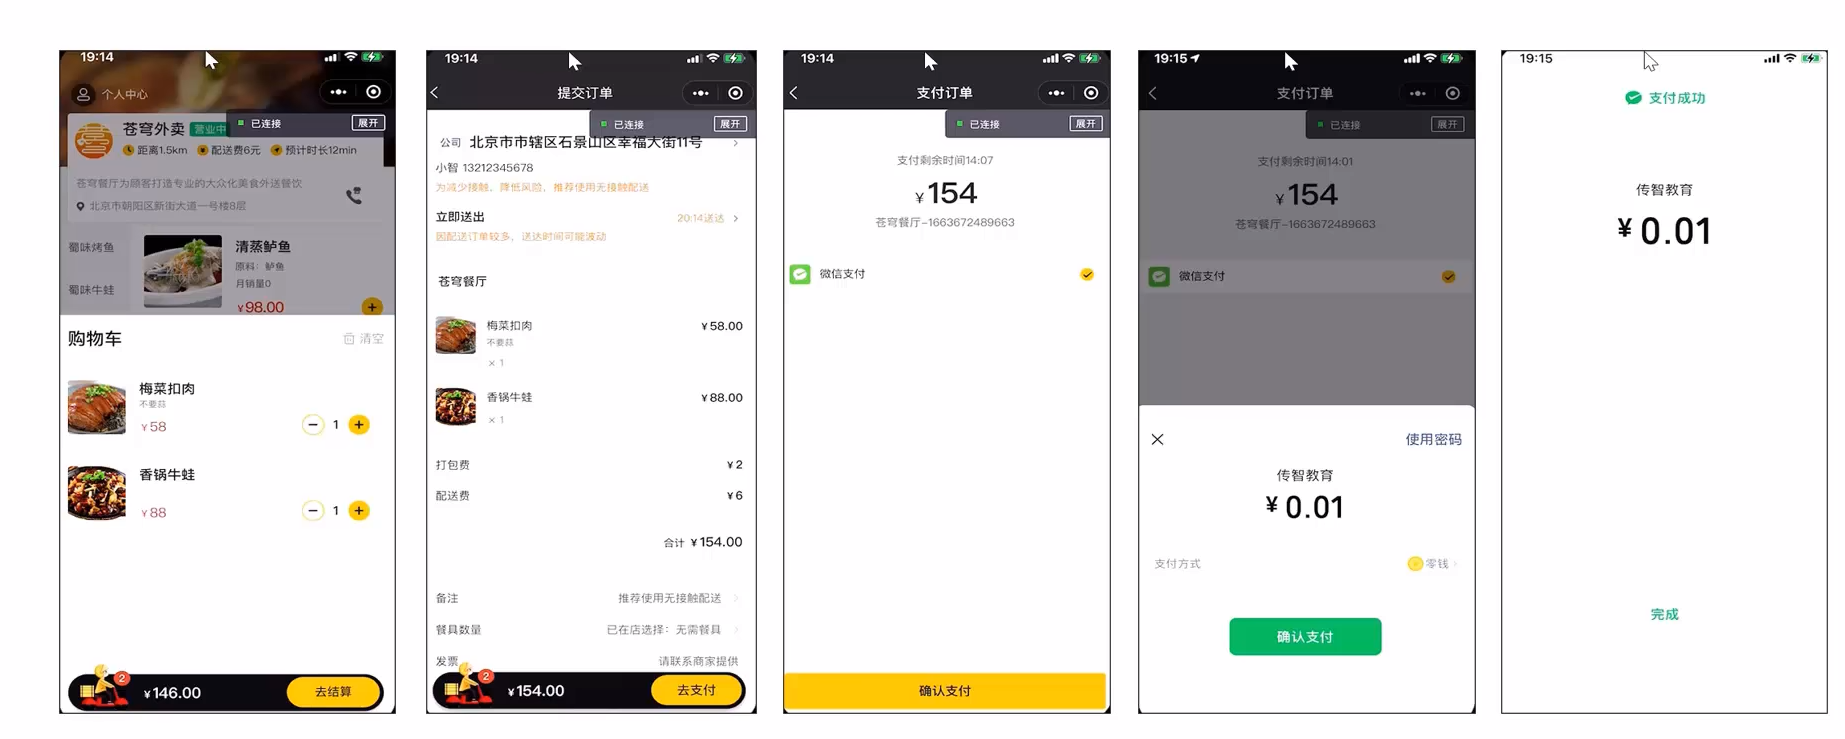 19:14
个人中心
苍穹外卖 营业中
已连接 展开
距离1.5km 配送费6元 预计时长12min
苍穹餐厅为顾客打造专业的大众化美食外送餐饮
北京市朝阳区新街大道一号楼8层
蜀味烤鱼
蜀味牛蛙
清蒸鲈鱼
原料：鲈鱼
月销量0
¥98.00
购物车
清空
梅菜扣肉
不要蒜
¥58
1
香锅牛蛙
¥88
1
2
¥146.00
去结算
19:14
提交订单
已连接 展开
公司 北京市市辖区石景山区幸福大街11号
小智 13212345678
为减少接触，降低风险，推荐使用无接触配送
立即送出 20:14送达
因配送订单较多，送达时间可能波动
苍穹餐厅
梅菜扣肉 ¥58.00
不要蒜
×1
香锅牛蛙 ¥88.00
×1
打包费 ¥2
配送费 ¥6
合计 ¥154.00
备注 推荐使用无接触配送
餐具数量 已在店选择：无需餐具
发票 请联系商家提供
2
¥154.00
去支付
19:14
支付订单
已连接 展开
支付剩余时间14:07
¥154
苍穹餐厅-1663672489663
微信支付
确认支付
19:15
支付订单
已连接 展开
支付剩余时间14:01
¥154
苍穹餐厅-1663672489663
微信支付
使用密码
传智教育
¥0.01
支付方式 零钱
确认支付
19:15
支付成功
传智教育
¥0.01
完成